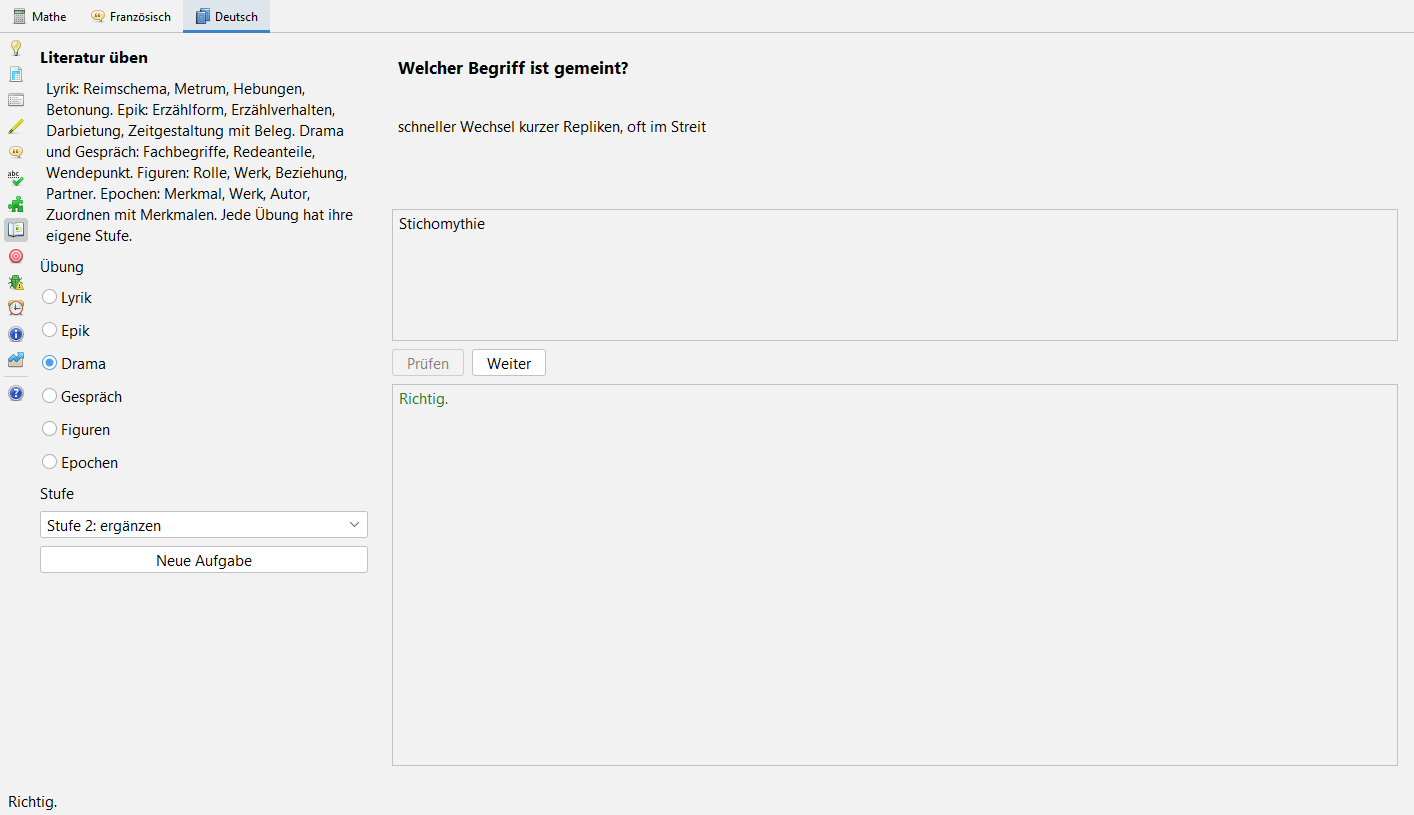 Mathe
Französisch
Deutsch
Literatur üben
Lyrik: Reimschema, Metrum, Hebungen,
Betonung. Epik: Erzählform, Erzählverhalten,
Darbietung, Zeitgestaltung mit Beleg. Drama
und Gespräch: Fachbegriffe, Redeanteile,
Wendepunkt. Figuren: Rolle, Werk, Beziehung,
Partner. Epochen: Merkmal, Werk, Autor,
Zuordnen mit Merkmalen. Jede Übung hat ihre
eigene Stufe.
Übung
Lyrik
Epik
Drama
Gespräch
Figuren
Epochen
Stufe
Stufe 2: ergänzen
Neue Aufgabe
Welcher Begriff ist gemeint?
schneller Wechsel kurzer Repliken, oft im Streit
Stichomythie
Prüfen
Weiter
Richtig.
Richtig.